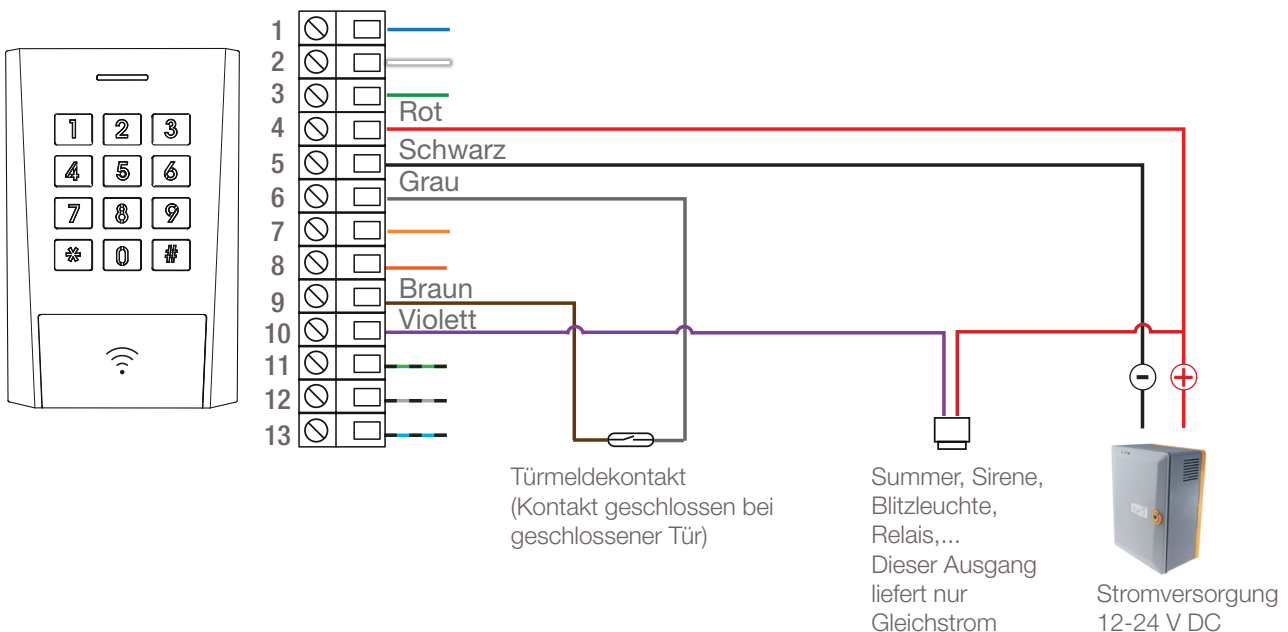 1
2
3
4
5
6
7
8
9
*
0
#
1
2
3
4
5
6
7
8
9
10
11
12
13
Rot
Schwarz
Grau
Braun
Violett
-
+
Türmeldekontakt
(Kontakt geschlossen bei
geschlossener Tür)
Summer, Sirene,
Blitzleuchte,
Relais,...
Dieser Ausgang
liefert nur
Gleichstrom
Stromversorgung
12-24 V DC